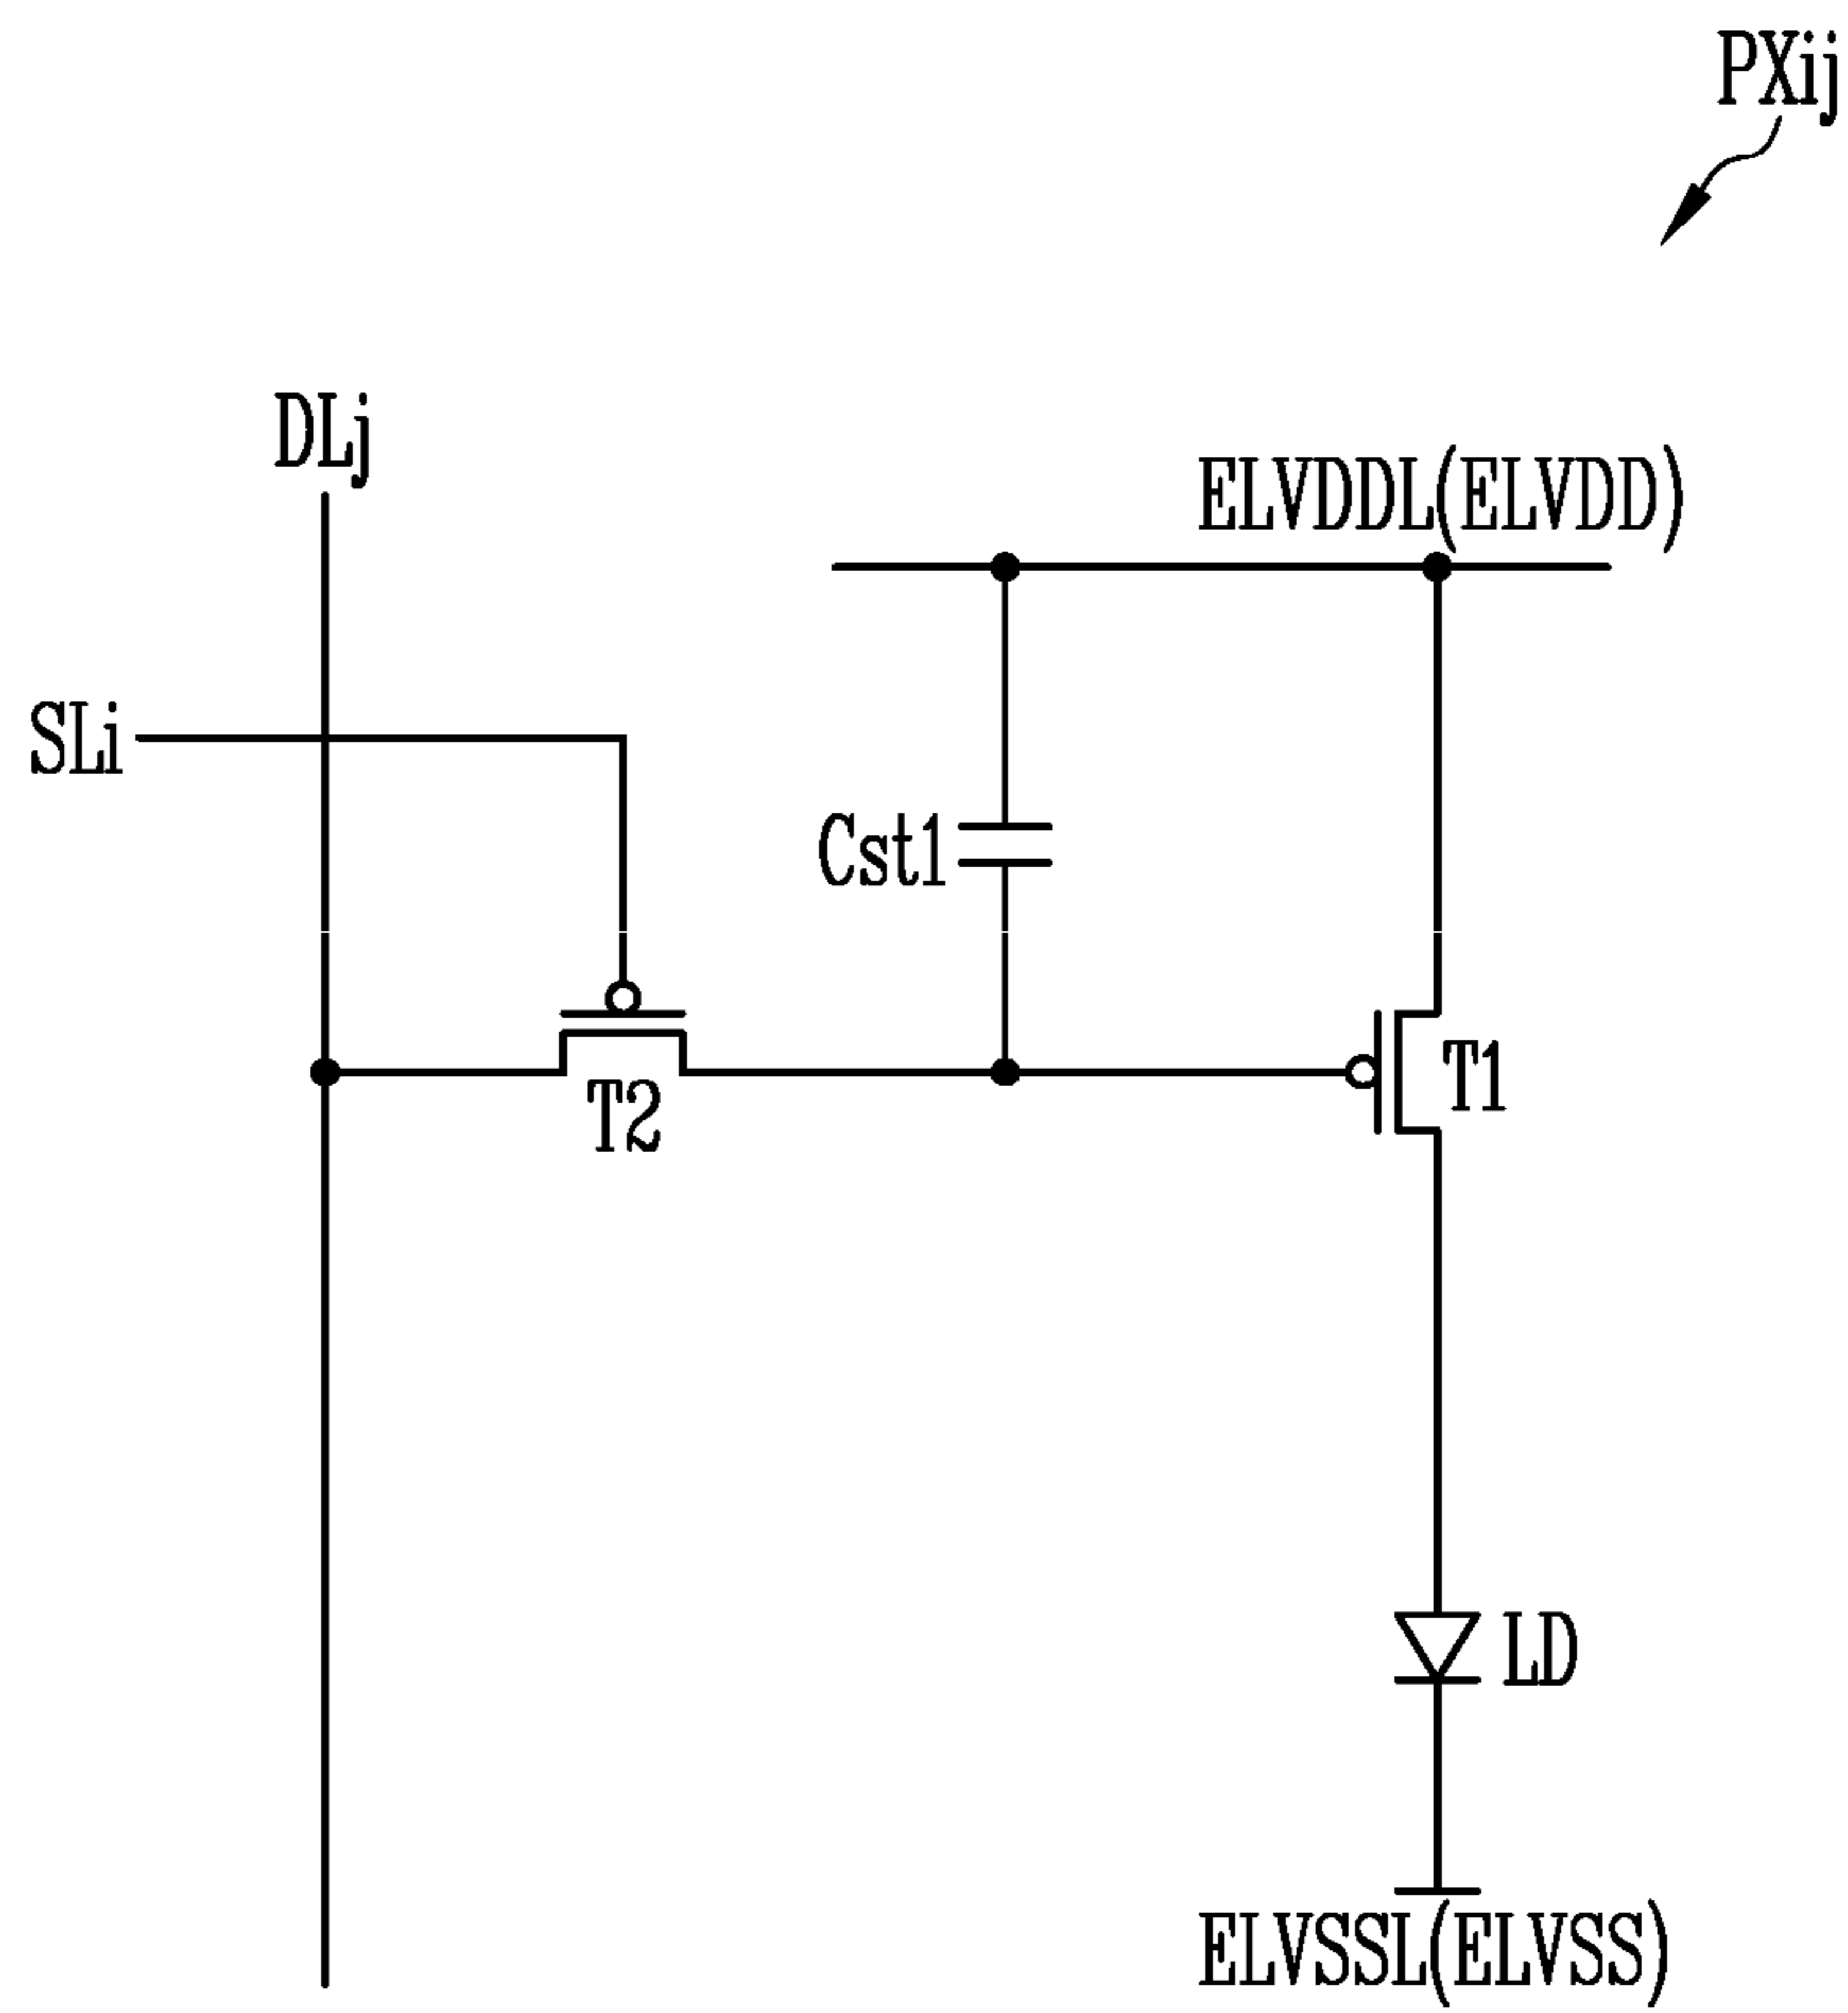 PXij
DLj
ELVDDL(ELVDD)
SLi
Cst1
T1
T2
LD
ELVSSL(ELVSS)